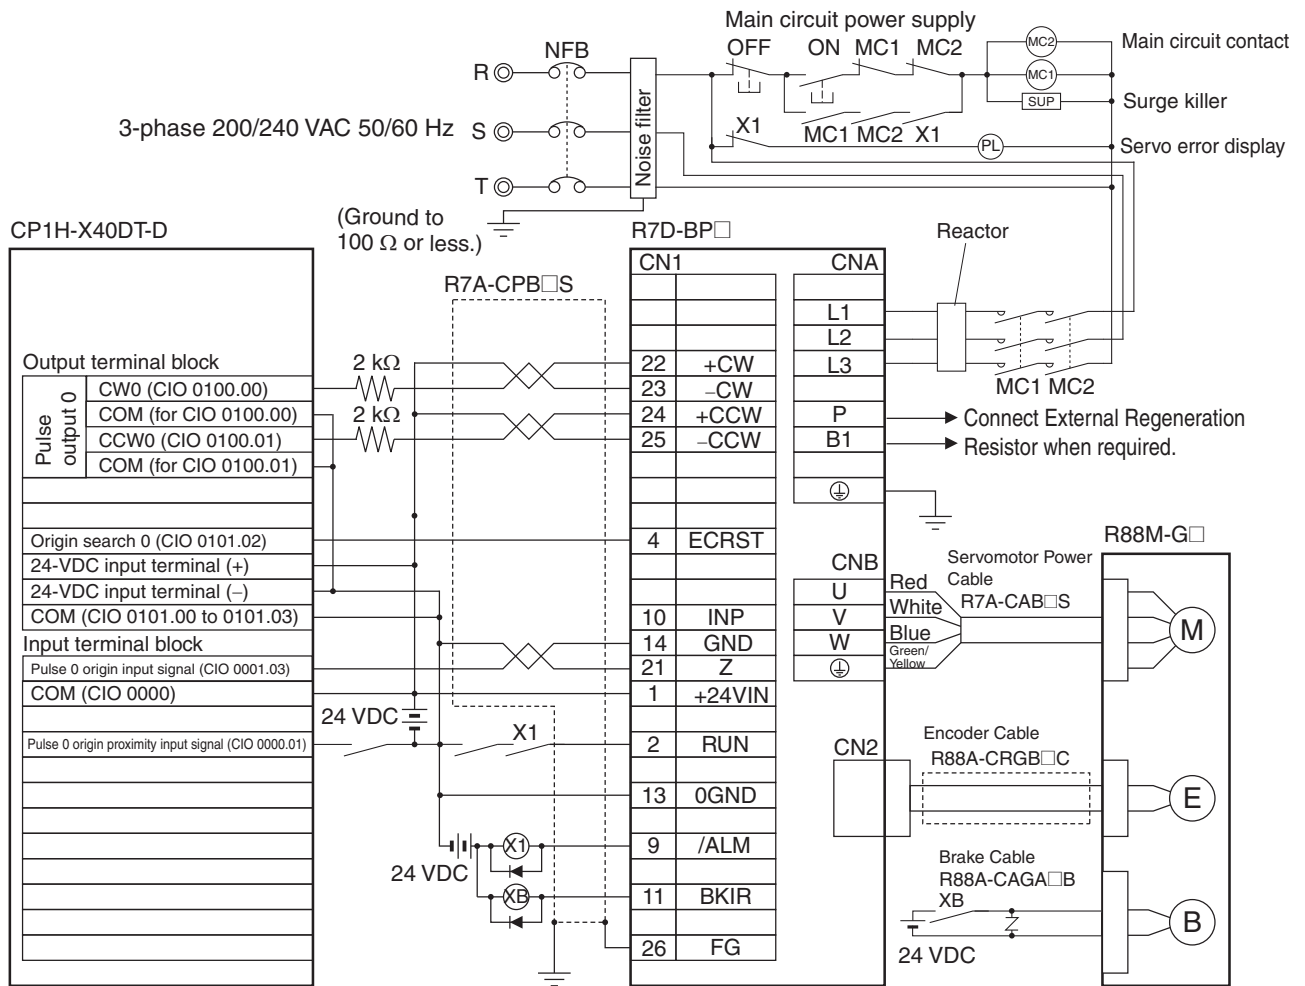 Main circuit power supply
OFF ON MC1 MC2
MC2 Main circuit contact
NFB
R
MC1
SUP Surge killer
3-phase 200/240 VAC 50/60 Hz S
Noise filter
X1 MC1 MC2 X1
PL Servo error display
T
(Ground to
100 Ω or less.)
CP1H-X40DT-D
R7D-BP□
Reactor
CN1 CNA
R7A-CPB□S
L1
L2
L3
MC1 MC2
Output terminal block
Pulse output 0
CW0 (CIO 0100.00)
COM (for CIO 0100.00)
CCW0 (CIO 0100.01)
COM (for CIO 0100.01)
2 kΩ
2 kΩ
22 +CW
23 –CW
24 +CCW
25 –CCW
P
B1
Connect External Regeneration
Resistor when required.
Origin search 0 (CIO 0101.02)
24-VDC input terminal (+)
24-VDC input terminal (–)
COM (CIO 0101.00 to 0101.03)
Input terminal block
Pulse 0 origin input signal (CIO 0001.03)
COM (CIO 0000)
Pulse 0 origin proximity input signal (CIO 0000.01)
24 VDC
X1
4 ECRST
10 INP
14 GND
21 Z
1 +24VIN
2 RUN
13 0GND
9 /ALM
11 BKIR
26 FG
24 VDC
X1
XB
CNB
U
V
W
Red
White
Blue
Green/
Yellow
Servomotor Power
Cable
R7A-CAB□S
R88M-G□
M
CN2
Encoder Cable
R88A-CRGB□C
E
Brake Cable
R88A-CAGA□B
XB
24 VDC
B